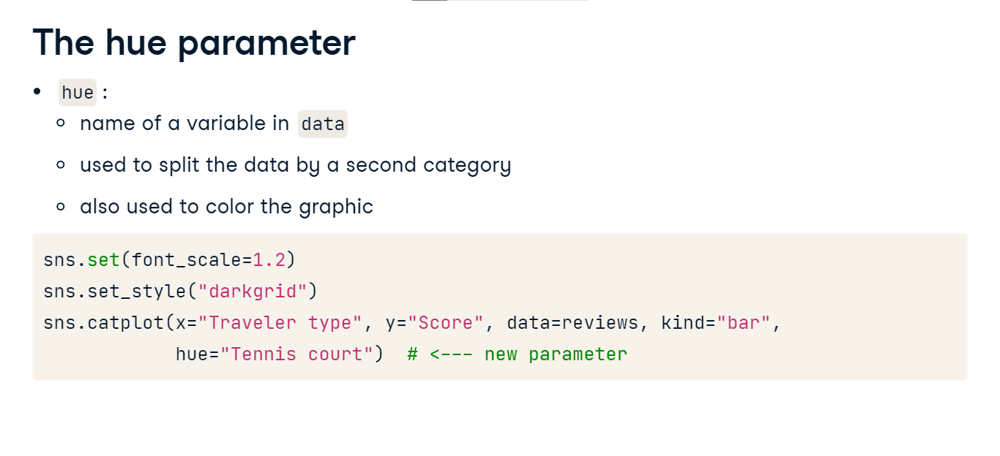 The hue parameter
• hue :
◦ name of a variable in data
◦ used to split the data by a second category
◦ also used to color the graphic
sns.set(font_scale=1.2)
sns.set_style("darkgrid")
sns.catplot(x="Traveler type", y="Score", data=reviews, kind="bar",
            hue="Tennis court")  # <--- new parameter